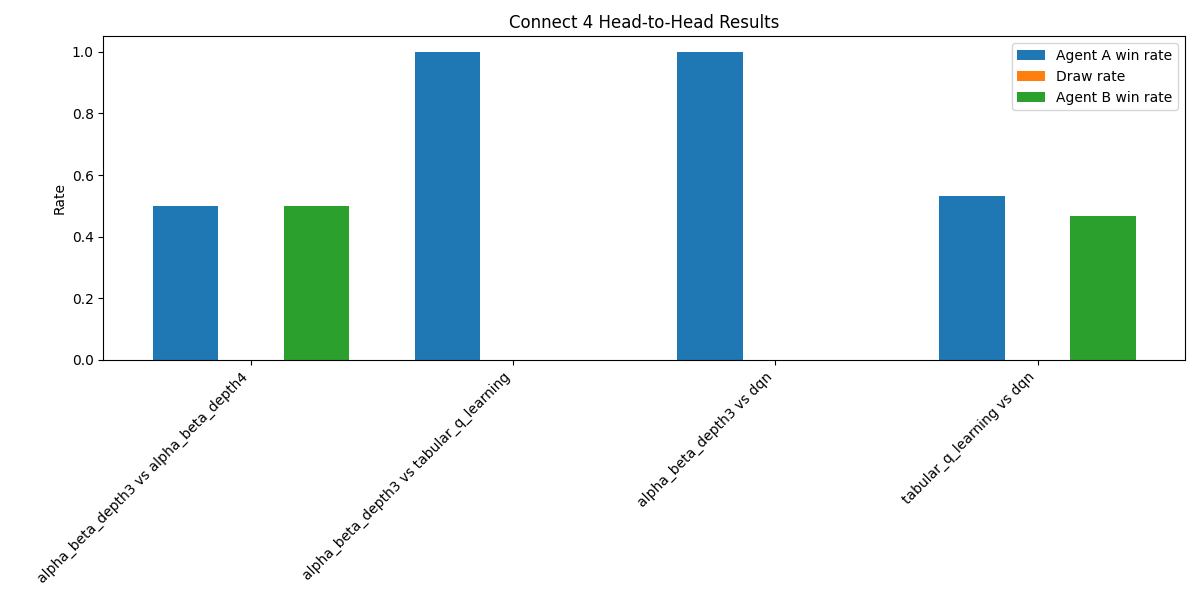 Connect 4 Head-to-Head Results
Agent A win rate
Draw rate
Agent B win rate
Rate
1.0
0.8
0.6
0.4
0.2
0.0
alpha_beta_depth3 vs alpha_beta_depth4
alpha_beta_depth3 vs tabular_q_learning
alpha_beta_depth3 vs dqn
tabular_q_learning vs dqn